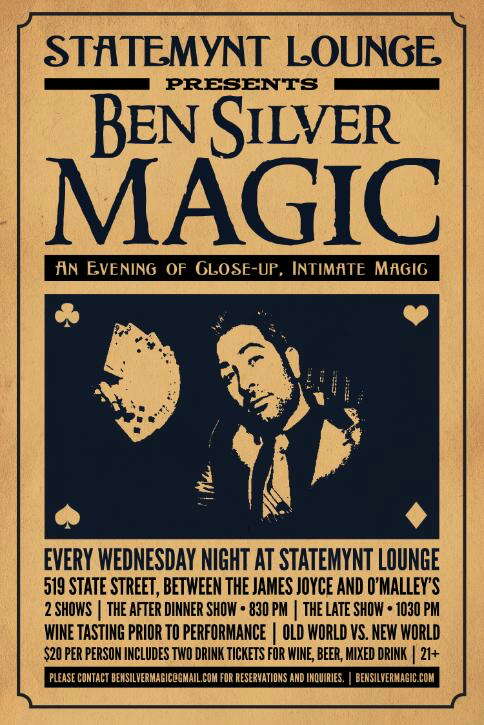 STATEMYNT LOUNGE
PRESENTS
BEN SILVER
MAGIC
AN EVENING OF CLOSE-UP, INTIMATE MAGIC
EVERY WEDNESDAY NIGHT AT STATEMYNT LOUNGE
519 STATE STREET, BETWEEN THE JAMES JOYCE AND O'MALLEY'S
2 SHOWS | THE AFTER DINNER SHOW • 830 PM | THE LATE SHOW • 1030 PM
WINE TASTING PRIOR TO PERFORMANCE | OLD WORLD VS. NEW WORLD
$20 PER PERSON INCLUDES TWO DRINK TICKETS FOR WINE, BEER, MIXED DRINK | 21+
PLEASE CONTACT BENSILVERMAGIC@GMAIL.COM FOR RESERVATIONS AND INQUIRIES. | BENSILVERMAGIC.COM